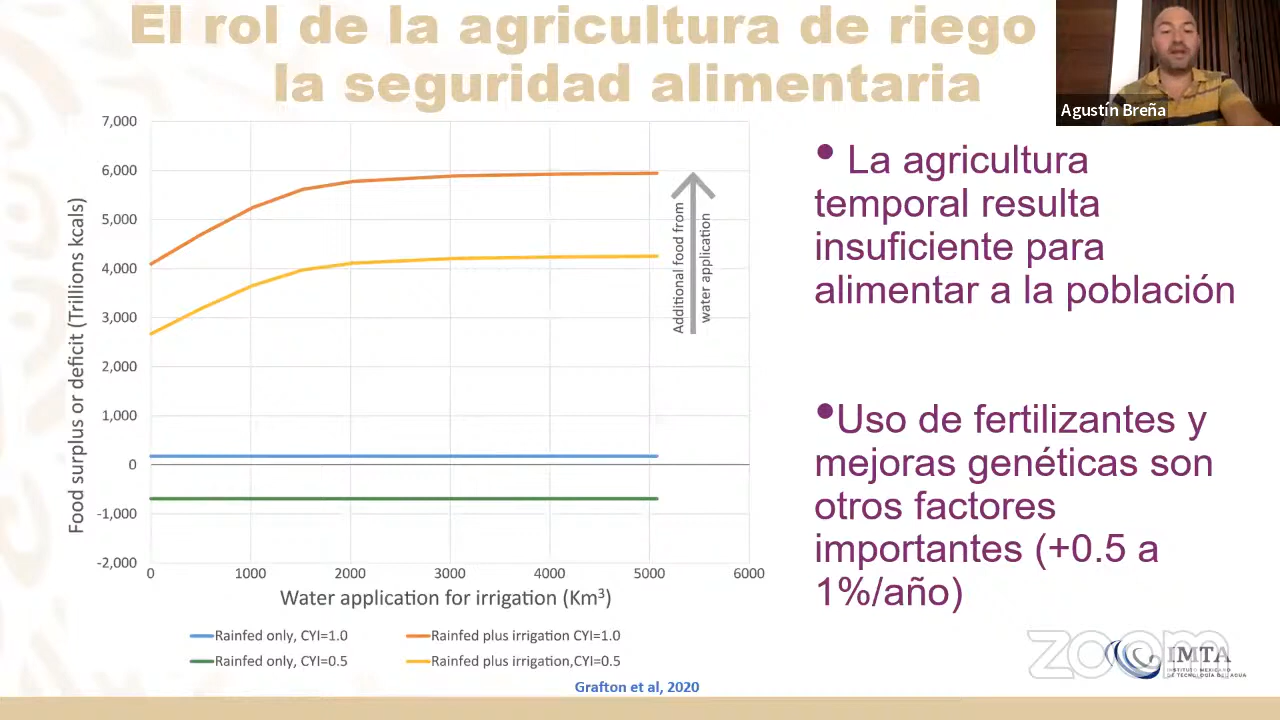 El rol de la agricultura de riego
la seguridad alimentaria
Agustín Breña
7,000
6,000
5,000
4,000
3,000
2,000
1,000
0
-1,000
-2,000
Food surplus or deficit (Trillions kcals)
0 1000 2000 3000 4000 5000 6000
Water application for irrigation (Km³)
Additional food from
water application
Rainfed only, CYI=1.0
Rainfed plus irrigation CYI=1.0
Rainfed only, CYI=0.5
Rainfed plus irrigation,CYI=0.5
Grafton et al, 2020
• La agricultura
temporal resulta
insuficiente para
alimentar a la población
•Uso de fertilizantes y
mejoras genéticas son
otros factores
importantes (+0.5 a
1%/año)
zoom
IMTA
INSTITUTO MEXICANO
DE TECNOLOGÍA DEL AGUA